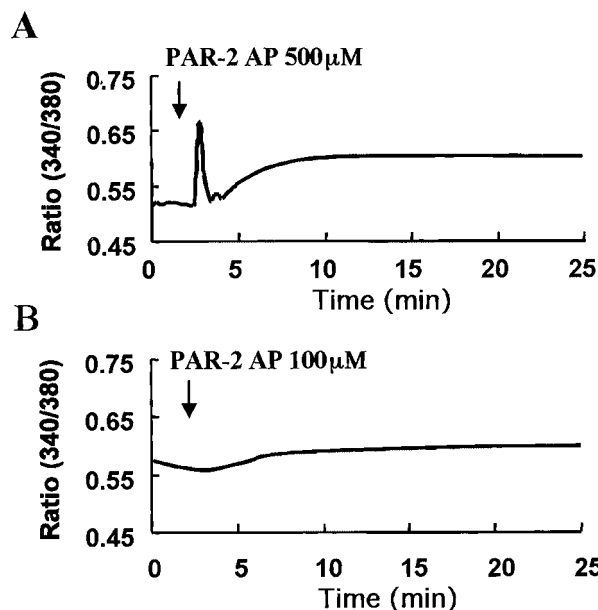 A
PAR-2 AP 500μM
0.75
0.65
0.55
0.45
Ratio (340/380)
0 5 10 15 20 25
Time (min)
B
PAR-2 AP 100μM
0.75
0.65
0.55
0.45
Ratio (340/380)
0 5 10 15 20 25
Time (min)